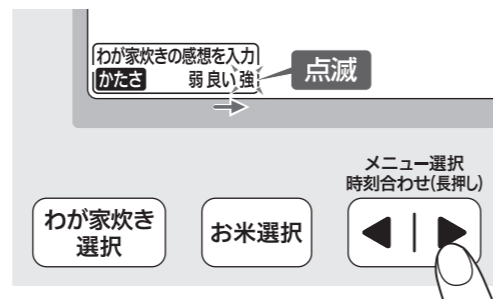 わが家炊きの感想を入力
かたさ 弱 良い 強
点滅
メニュー選択
時刻合わせ(長押し)
わが家炊き
選択
お米選択